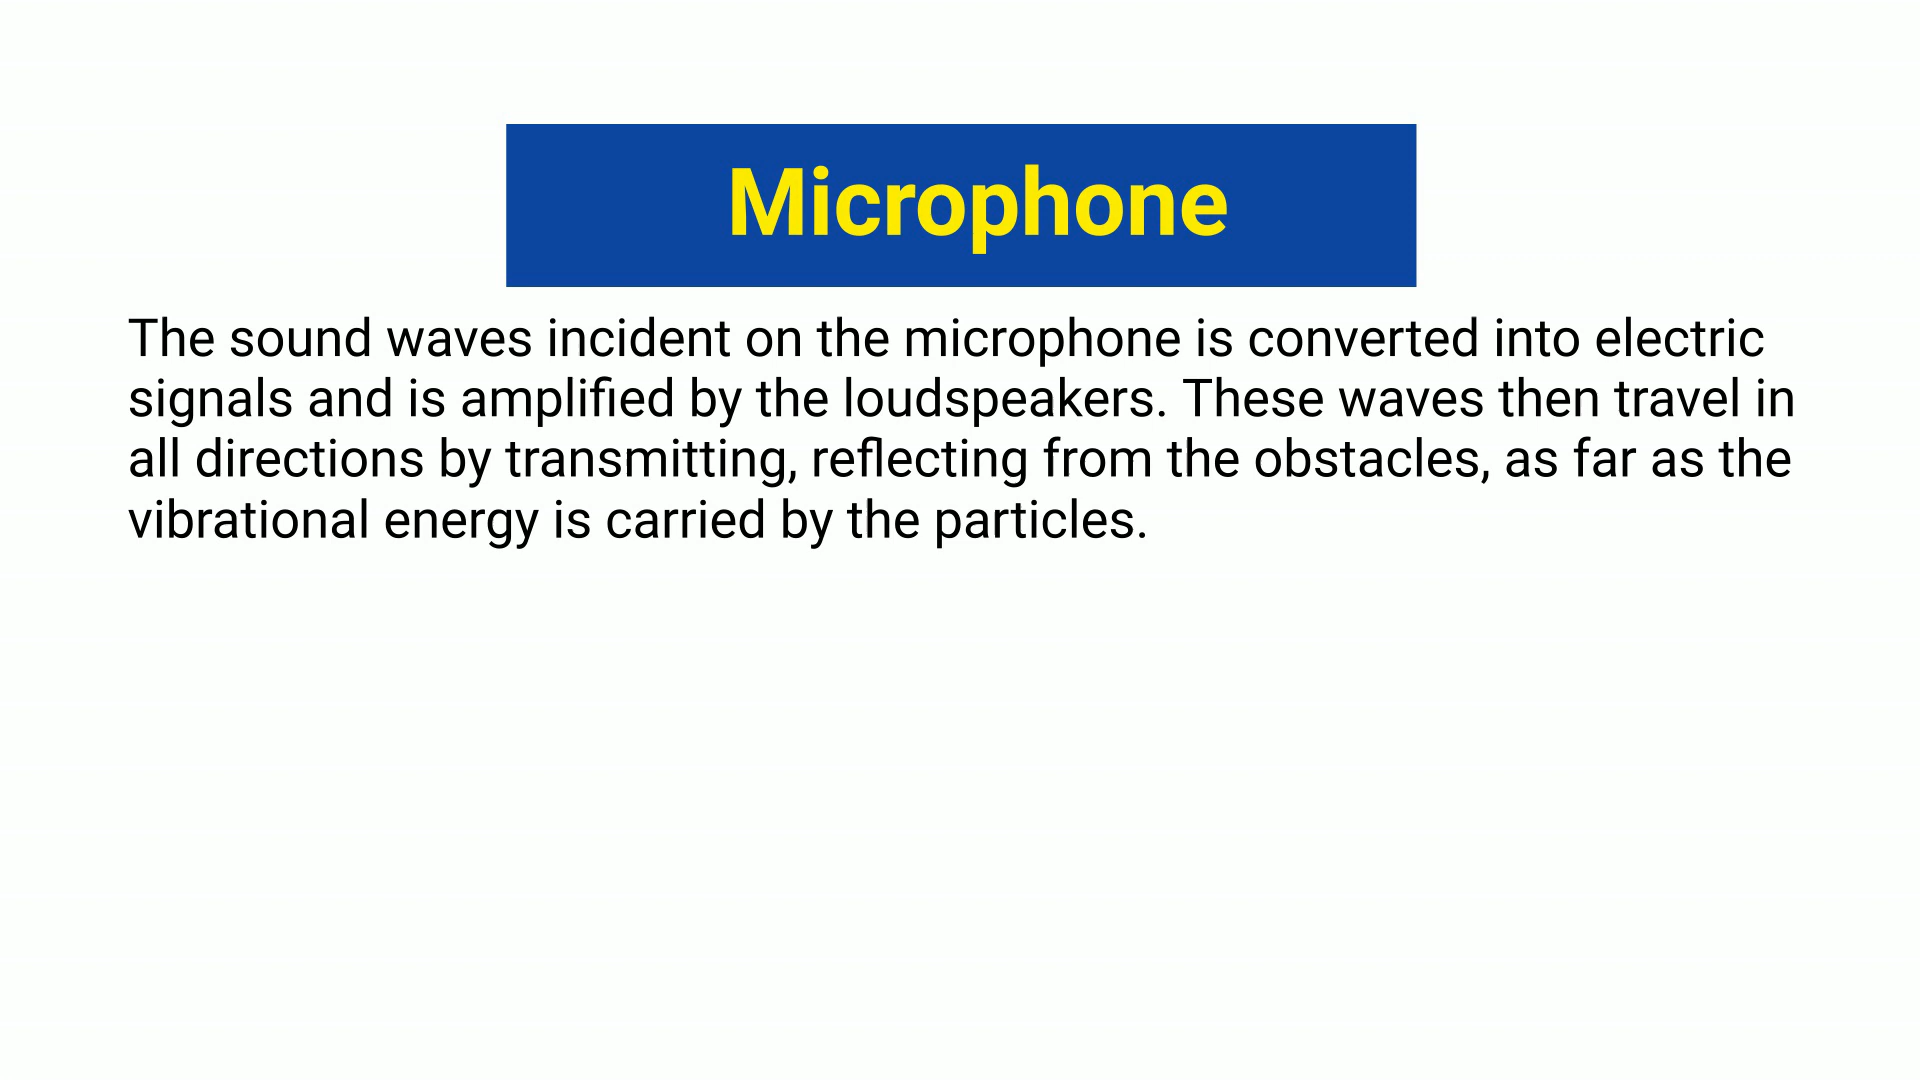 Microphone
The sound waves incident on the microphone is converted into electric
signals and is amplified by the loudspeakers. These waves then travel in
all directions by transmitting, reflecting from the obstacles, as far as the
vibrational energy is carried by the particles.